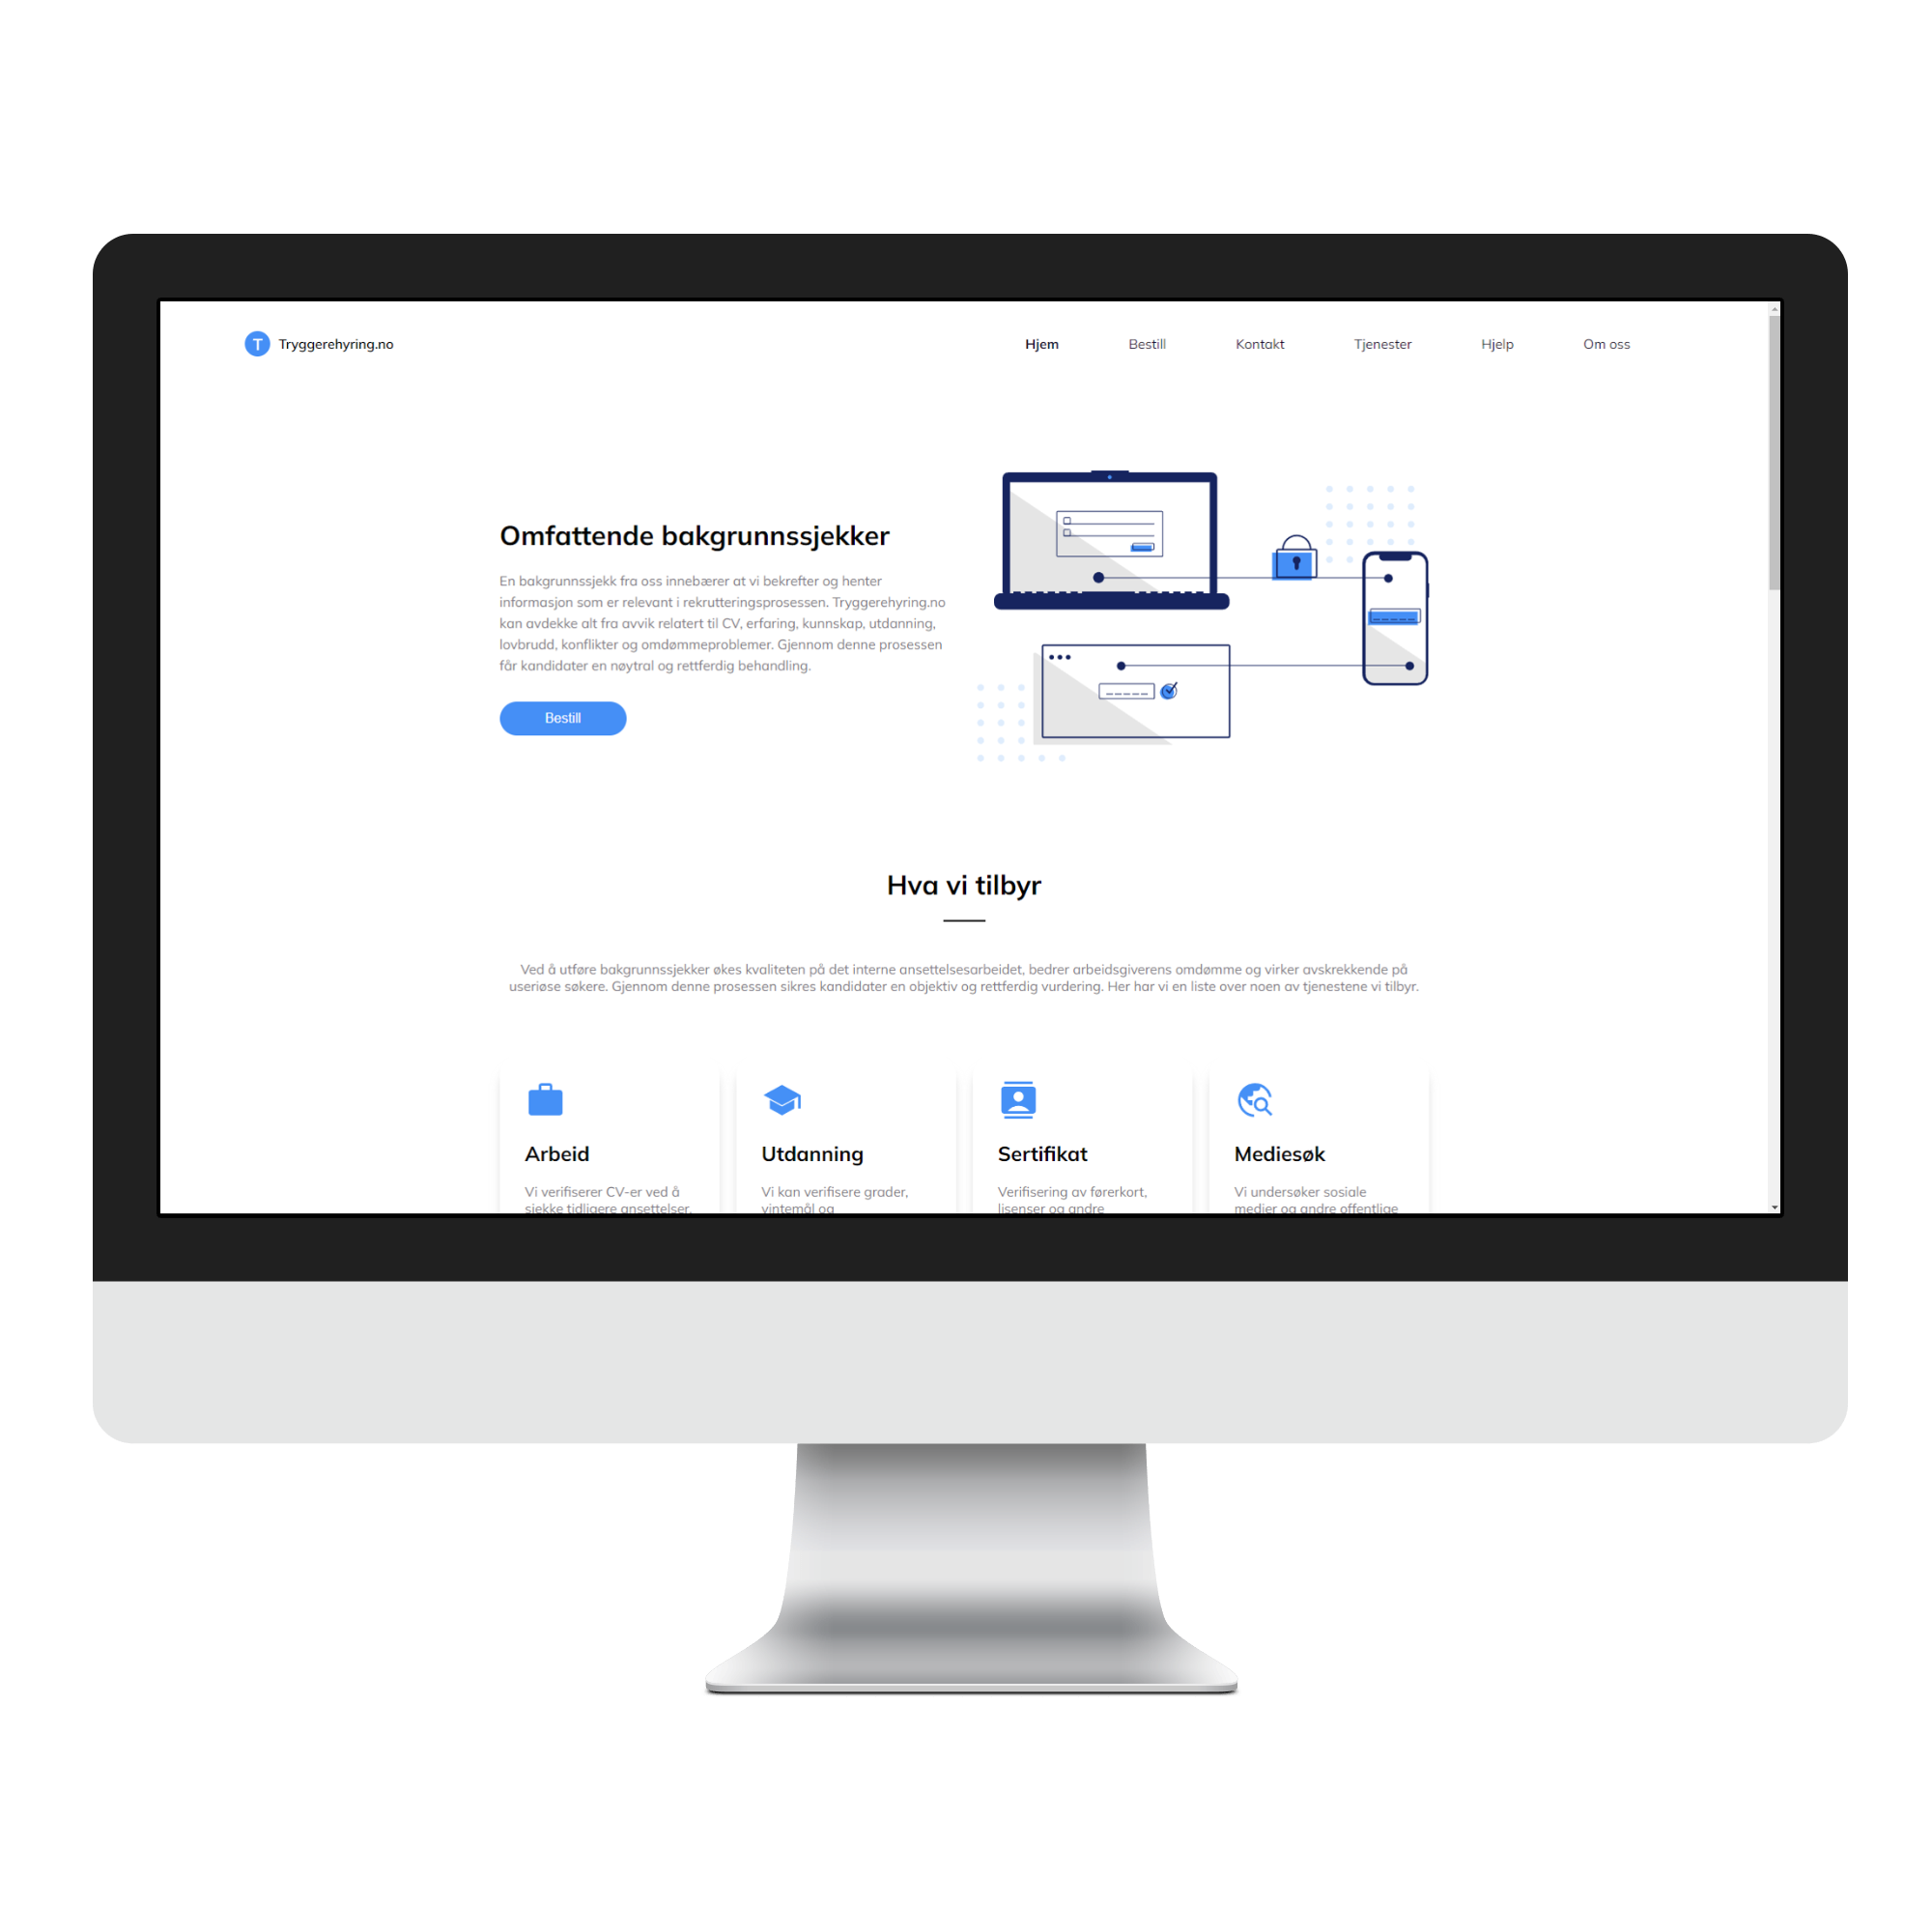 T Tryggerehyring.no
Hjem Bestill Kontakt Tjenester Hjelp Om oss
Omfattende bakgrunnssjekker
En bakgrunnssjekk fra oss innebærer at vi bekrefter og henter
informasjon som er relevant i rekrutteringsprosessen. Tryggerehyring.no
kan avdekke alt fra avvik relatert til CV, erfaring, kunnskap, utdanning,
lovbrudd, konflikter og omdømmeproblemer. Gjennom denne prosessen
får kandidater en nøytral og rettferdig behandling.
Bestill
Hva vi tilbyr
Ved å utføre bakgrunnssjekker økes kvaliteten på det interne ansettelsesarbeidet, bedrer arbeidsgiverens omdømme og virker avskrekkende på
useriøse søkere. Gjennom denne prosessen sikres kandidater en objektiv og rettferdig vurdering. Her har vi en liste over noen av tjenestene vi tilbyr.
Arbeid
Vi verifiserer CV-er ved å
sjekke tidligere ansettelser,
Utdanning
Vi kan verifisere grader,
vintemål og
Sertifikat
Verifisering av førerkort,
lisenser og andre
Mediesøk
Vi undersøker sosiale
medier og andre offentlige